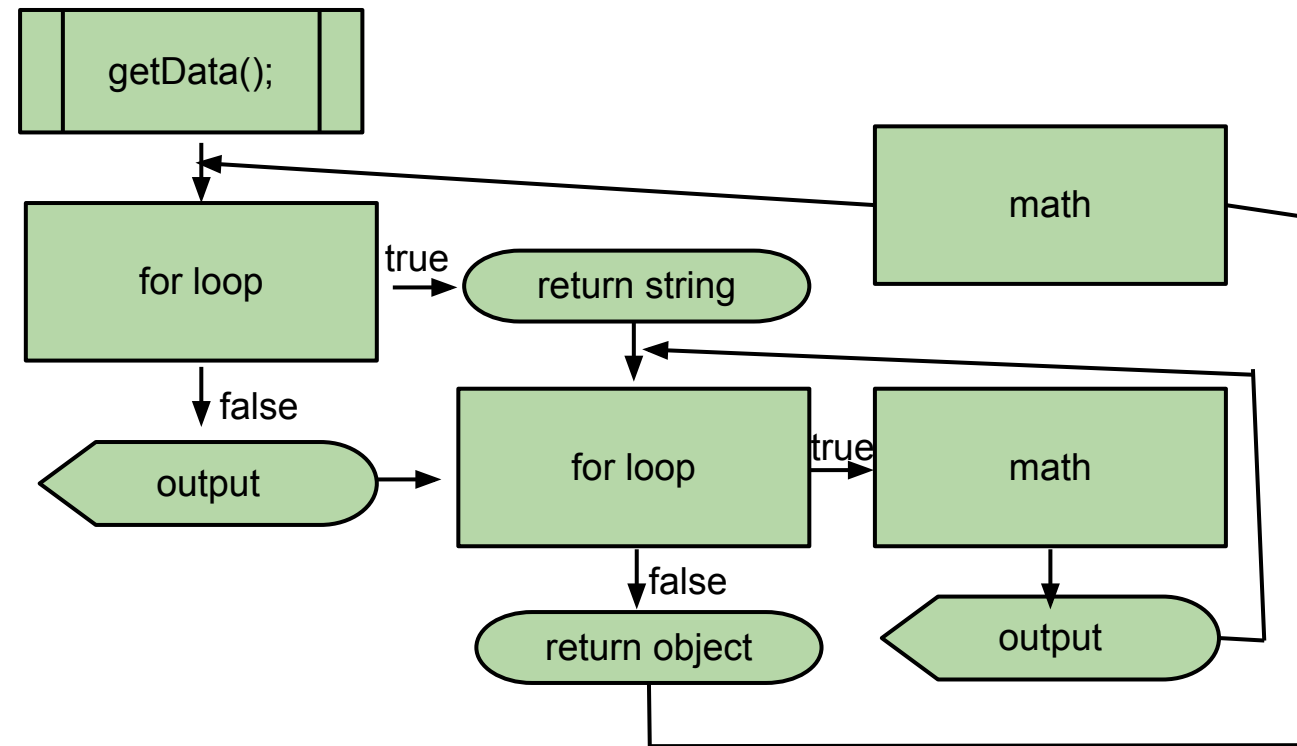 getData();
math
for loop
true
return string
false
output
for loop
true
math
false
return object
output